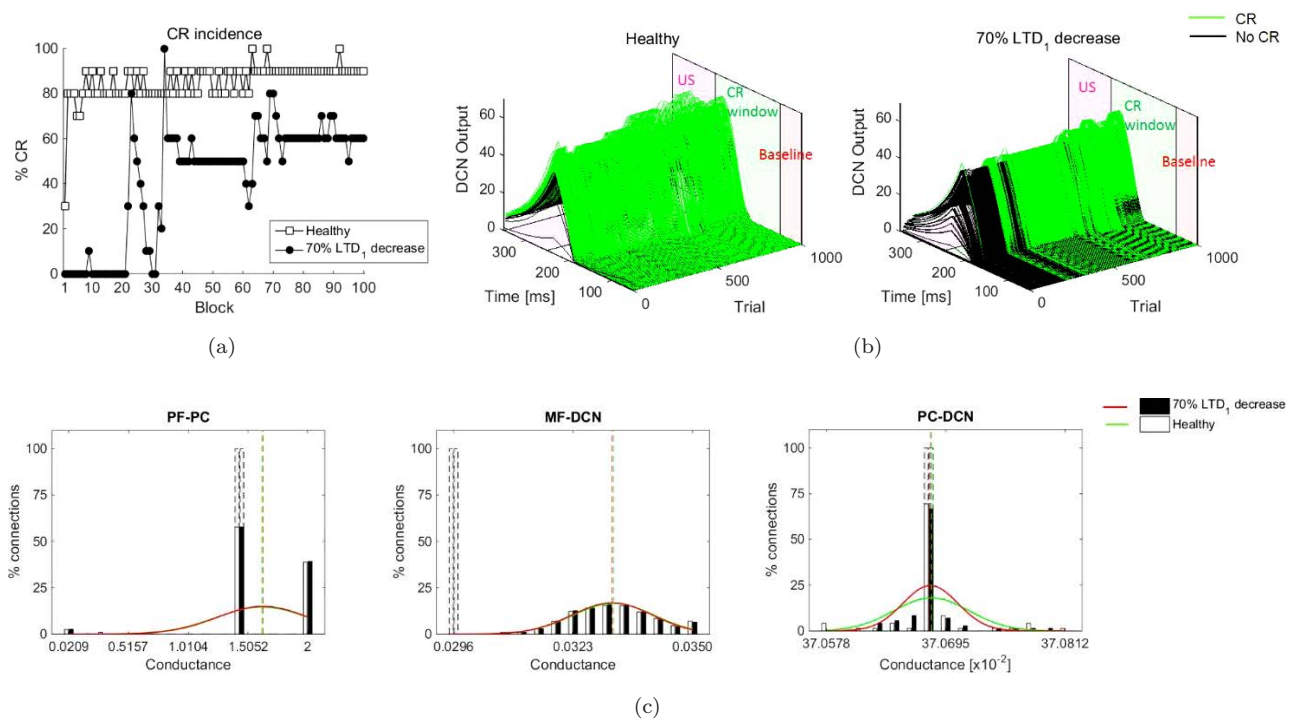 CR incidence
100
80
60
40
20
0
% CR
1 10 20 30 40 50 60 70 80 90 100
Block
Healthy
70% LTD₁ decrease
(a)
Healthy
US
CR window
Baseline
DCN Output
60
40
20
0
300
200
100
0
Time [ms]
500
1000
Trial
CR
No CR
70% LTD₁ decrease
US
CR window
Baseline
DCN Output
60
40
20
0
300
200
100
0
Time [ms]
500
1000
Trial
(b)
PF-PC
100
75
50
25
0
% connections
0.0209 0.5157 1.0104 1.5052 2
Conductance
MF-DCN
100
75
50
25
0
% connections
0.0296 0.0323 0.0350
Conductance
PC-DCN
100
75
50
25
0
% connections
37.0578 37.0695 37.0812
Conductance [x10⁻²]
70% LTD₁ decrease
Healthy
(c)